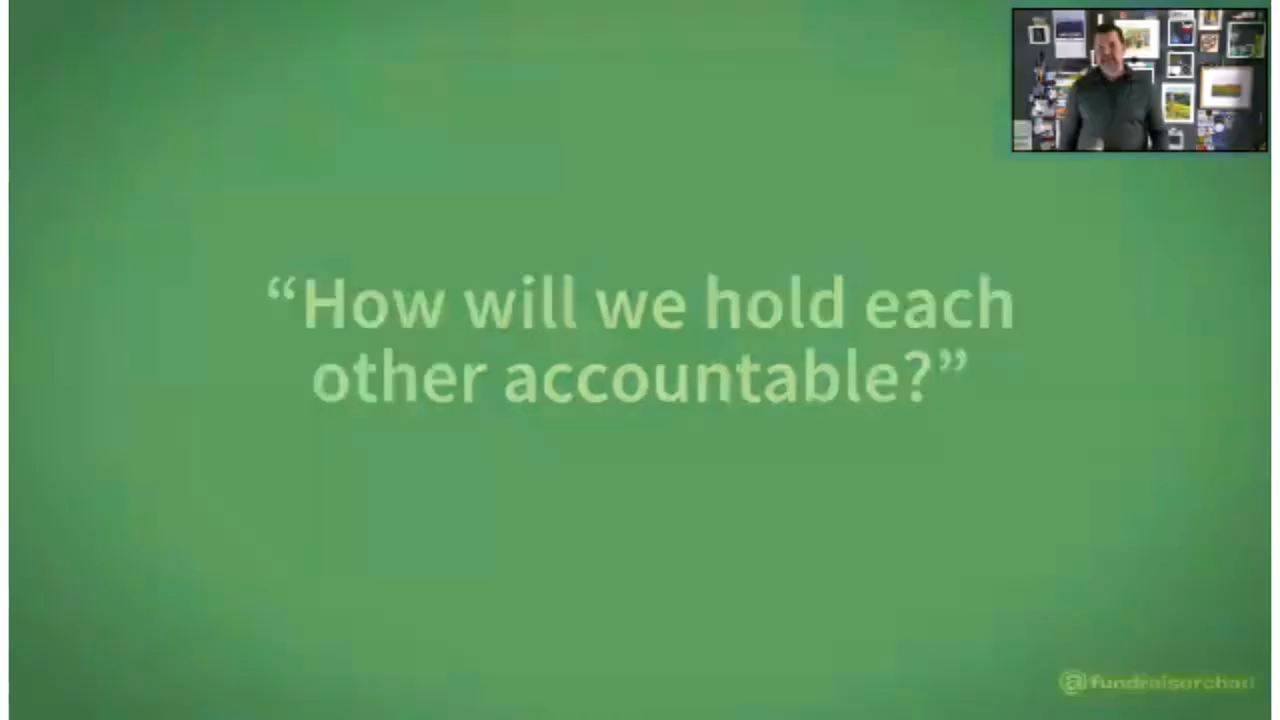 “How will we hold each
other accountable?”
@fundraiserchad